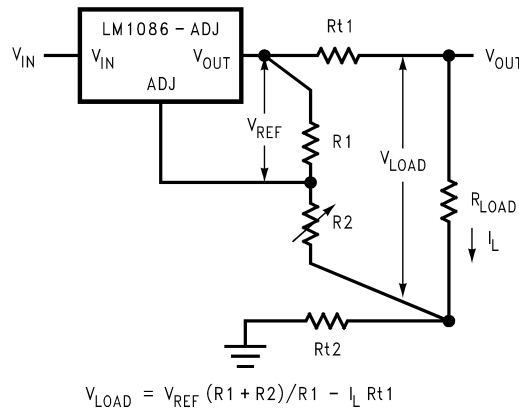 LM1086-ADJ
V_IN
V_IN
V_OUT
ADJ
Rt1
V_OUT
V_REF
R1
V_LOAD
R2
R_LOAD
I_L
Rt2
V_LOAD = V_REF (R1 + R2)/R1 - I_L Rt1